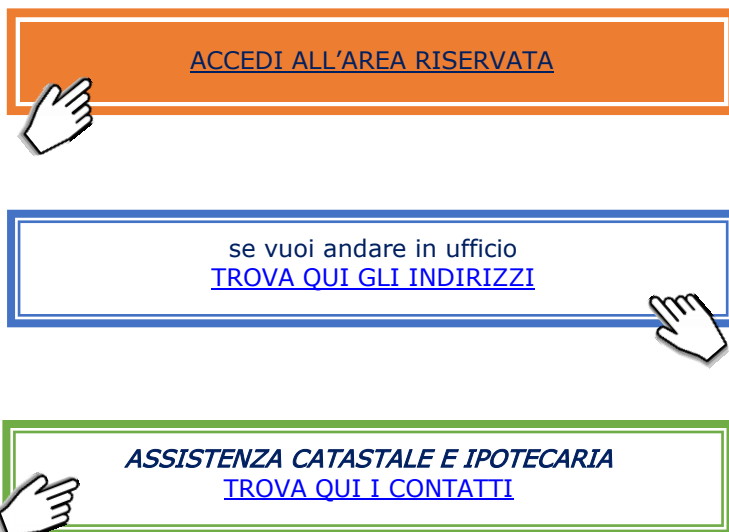 ACCEDI ALL’AREA RISERVATA
se vuoi andare in ufficio
TROVA QUI GLI INDIRIZZI
ASSISTENZA CATASTALE E IPOTECARIA
TROVA QUI I CONTATTI